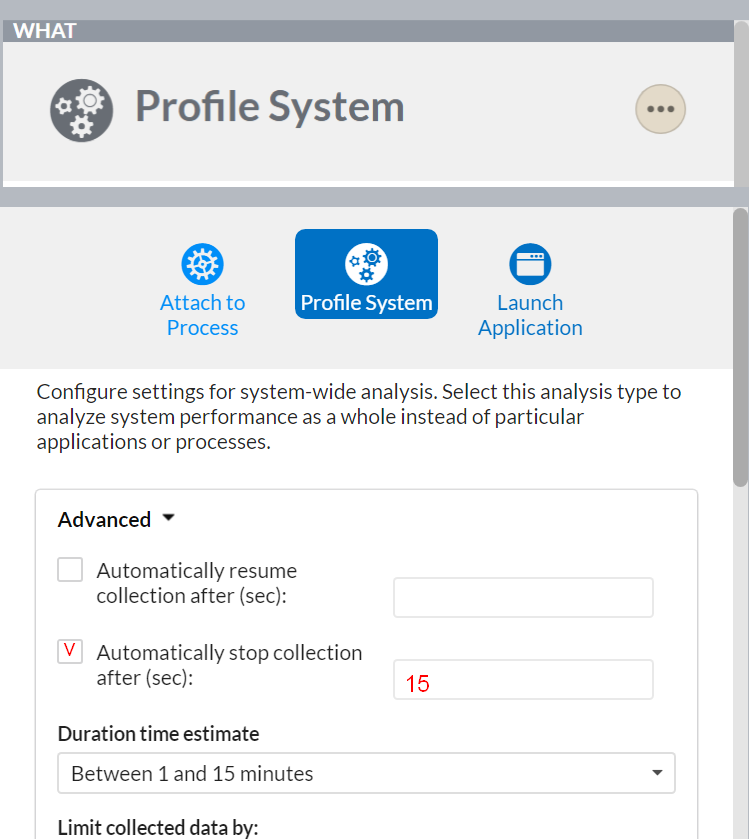 WHAT
Profile System
Attach to
Process
Profile System
Launch
Application
Configure settings for system-wide analysis. Select this analysis type to
analyze system performance as a whole instead of particular
applications or processes.
Advanced
Automatically resume
collection after (sec):
V
Automatically stop collection
after (sec):
15
Duration time estimate
Between 1 and 15 minutes
Limit collected data by: